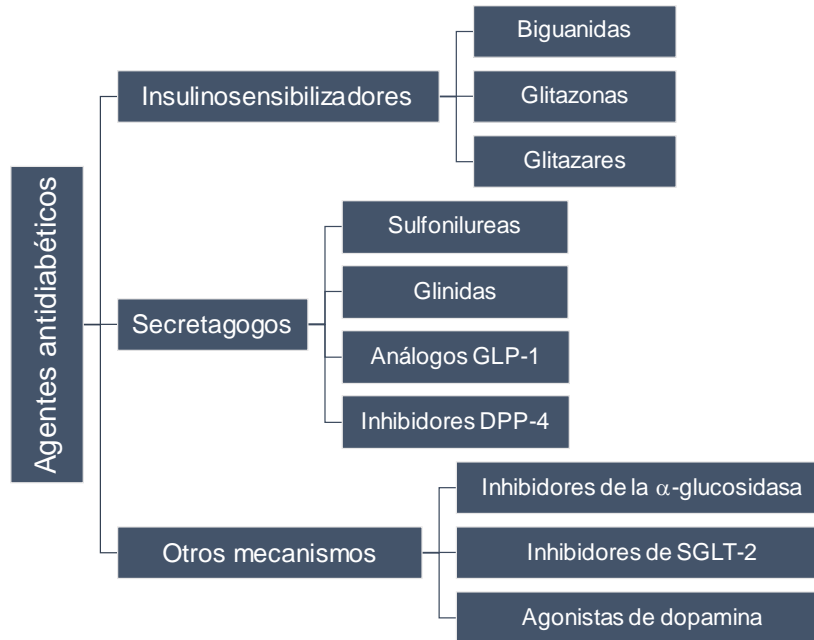 Agentes antidiabéticos
Insulinosensibilizadores
Biguanidas
Glitazonas
Glitazares
Secretagogos
Sulfonilureas
Glinidas
Análogos GLP-1
Inhibidores DPP-4
Otros mecanismos
Inhibidores de la α-glucosidasa
Inhibidores de SGLT-2
Agonistas de dopamina